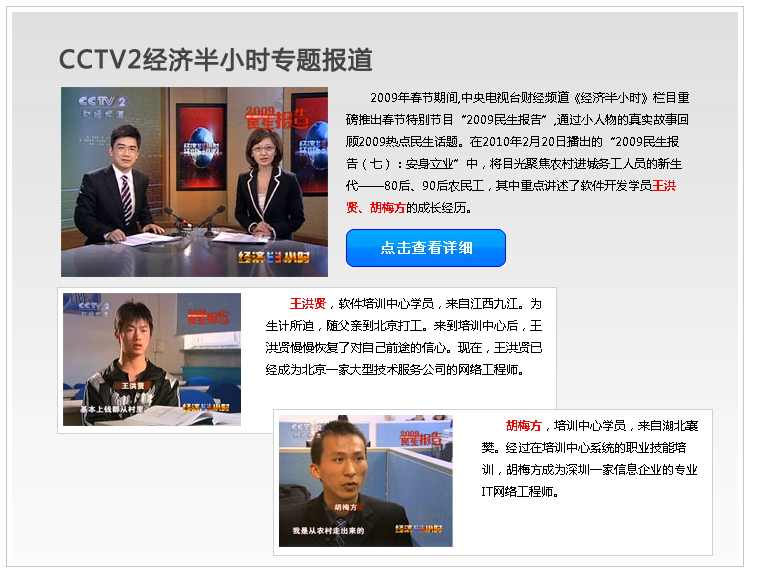 CCTV2经济半小时专题报道
CCTV 2
财经频道
2009
民生报告
经济半小时
2009年春节期间,中央电视台财经频道《经济半小时》栏目重
磅推出春节特别节目“2009民生报告”,通过小人物的真实故事回
顾2009热点民生话题。在2010年2月20日播出的“2009民生报
告（七）：安身立业”中，将目光聚焦农村进城务工人员的新生
代——80后、90后农民工，其中重点讲述了软件开发学员王洪
贤、胡梅方的成长经历。
点击查看详细
CCTV 2
民生报告
王洪贤
基本上钱都从村里
经济半小时
王洪贤，软件培训中心学员，来自江西九江。为
生计所迫，随父亲到北京打工。来到培训中心后，王
洪贤慢慢恢复了对自己前途的信心。现在，王洪贤已
经成为北京一家大型技术服务公司的网络工程师。
CCTV 2
2009
民生报告
胡梅方
我是从农村走出来的
经济半小时
胡梅方，培训中心学员，来自湖北襄
樊。经过在培训中心系统的职业技能培
训，胡梅方成为深圳一家信息企业的专业
IT网络工程师。